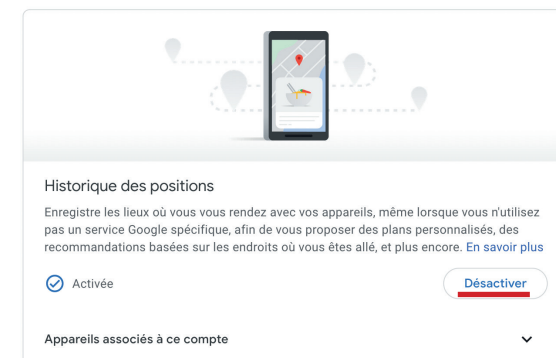 Historique des positions
Enregistre les lieux où vous vous rendez avec vos appareils, même lorsque vous n'utilisez
pas un service Google spécifique, afin de vous proposer des plans personnalisés, des
recommandations basées sur les endroits où vous êtes allé, et plus encore. En savoir plus
Activée
Désactiver
Appareils associés à ce compte